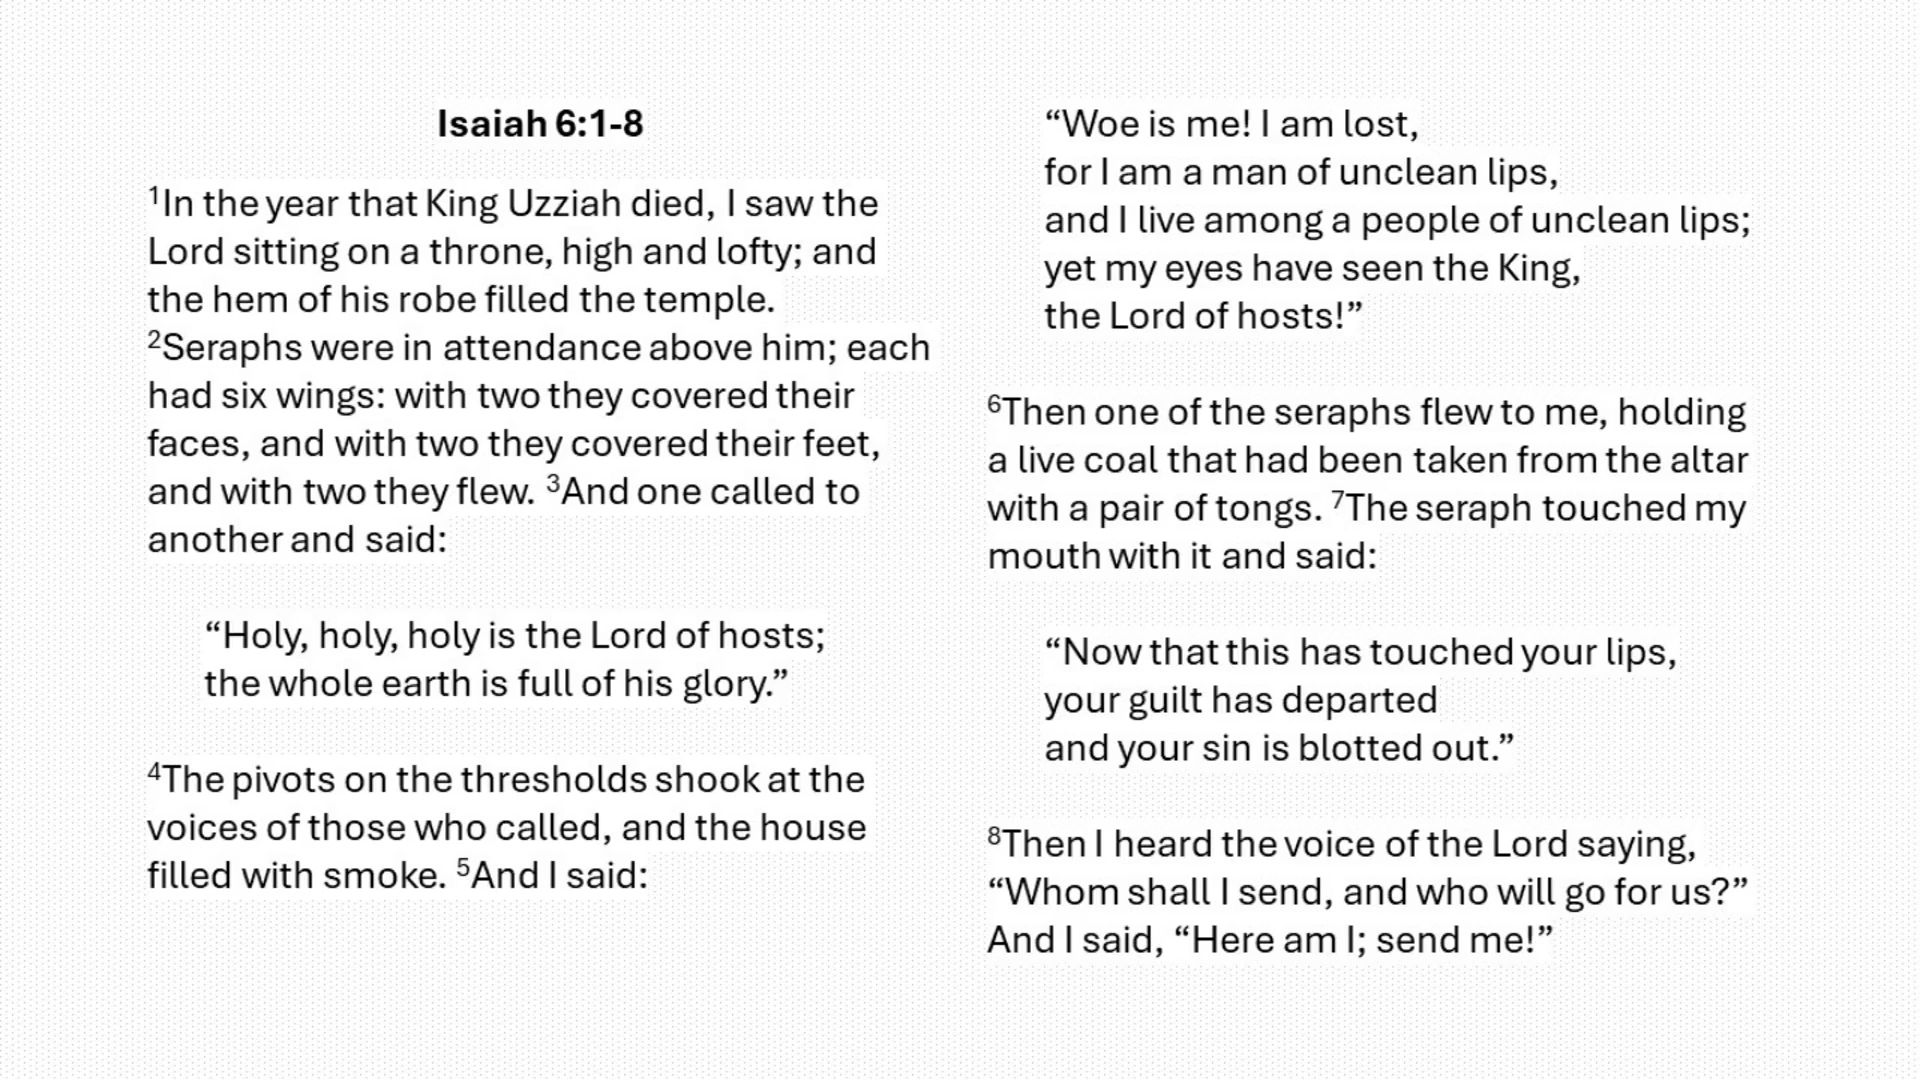 Isaiah 6:1-8
¹In the year that King Uzziah died, I saw the
Lord sitting on a throne, high and lofty; and
the hem of his robe filled the temple.
²Seraphs were in attendance above him; each
had six wings: with two they covered their
faces, and with two they covered their feet,
and with two they flew. ³And one called to
another and said:
“Holy, holy, holy is the Lord of hosts;
the whole earth is full of his glory.”
⁴The pivots on the thresholds shook at the
voices of those who called, and the house
filled with smoke. ⁵And I said:
“Woe is me! I am lost,
for I am a man of unclean lips,
and I live among a people of unclean lips;
yet my eyes have seen the King,
the Lord of hosts!”
⁶Then one of the seraphs flew to me, holding
a live coal that had been taken from the altar
with a pair of tongs. ⁷The seraph touched my
mouth with it and said:
“Now that this has touched your lips,
your guilt has departed
and your sin is blotted out.”
⁸Then I heard the voice of the Lord saying,
“Whom shall I send, and who will go for us?”
And I said, “Here am I; send me!”